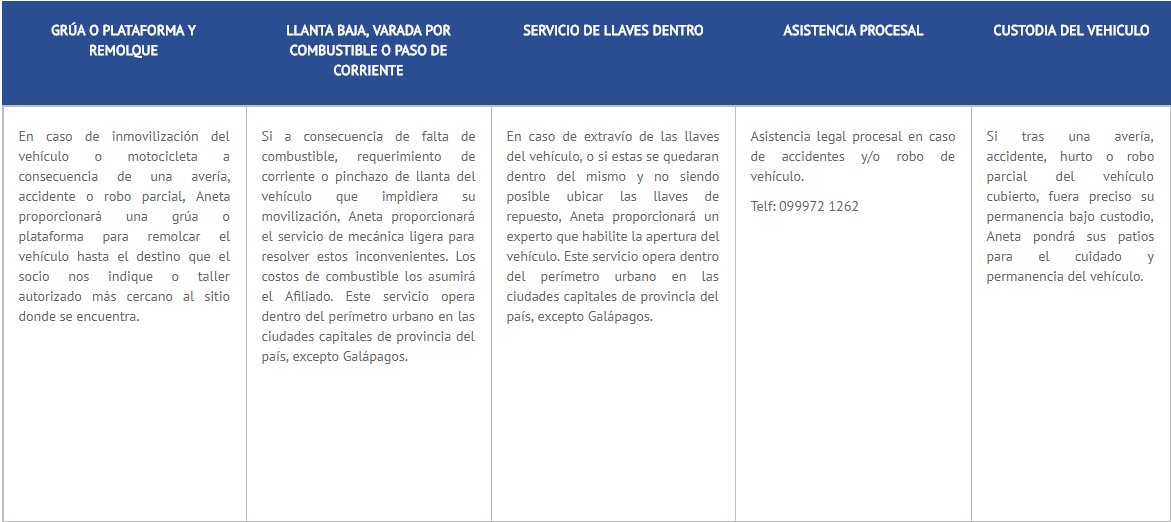 GRÚA O PLATAFORMA Y
REMOLQUE
LLANTA BAJA, VARADA POR
COMBUSTIBLE O PASO DE
CORRIENTE
SERVICIO DE LLAVES DENTRO
ASISTENCIA PROCESAL
CUSTODIA DEL VEHICULO
En caso de inmovilización del
vehículo o motocicleta a
consecuencia de una avería,
accidente o robo parcial, Aneta
proporcionará una grúa o
plataforma para remolcar el
vehículo hasta el destino que el
socio nos indique o taller
autorizado más cercano al sitio
donde se encuentra.
Si a consecuencia de falta de
combustible, requerimiento de
corriente o pinchazo de llanta del
vehículo que impidiera su
movilización, Aneta proporcionará
el servicio de mecánica ligera para
resolver estos inconvenientes. Los
costos de combustible los asumirá
el Afiliado. Este servicio opera
dentro del perímetro urbano en las
ciudades capitales de provincia del
país, excepto Galápagos.
En caso de extravío de las llaves
del vehículo, o si estas se quedaran
dentro del mismo y no siendo
posible ubicar las llaves de
repuesto, Aneta proporcionará un
experto que habilite la apertura del
vehículo. Este servicio opera dentro
del perímetro urbano en las
ciudades capitales de provincia del
país, excepto Galápagos.
Asistencia legal procesal en caso
de accidentes y/o robo de
vehículo.
Telf: 099972 1262
Si tras una avería,
accidente, hurto o robo
parcial del vehículo
cubierto, fuera preciso su
permanencia bajo custodio,
Aneta pondrá sus patios
para el cuidado y
permanencia del vehículo.